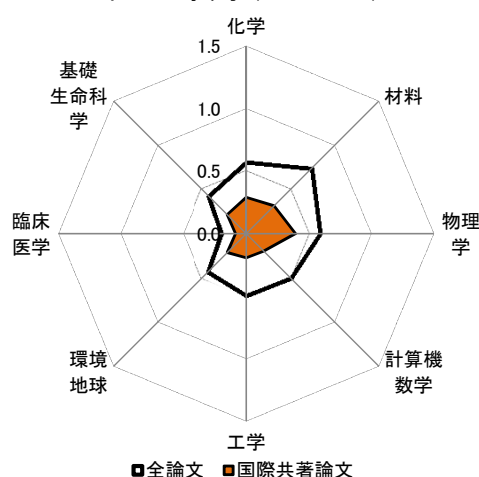 化学
1.5
基礎
生命科
学
材料
1.0
0.5
臨床
医学
0.0
物理
学
環境
地球
計算機
数学
工学
全論文 国際共著論文